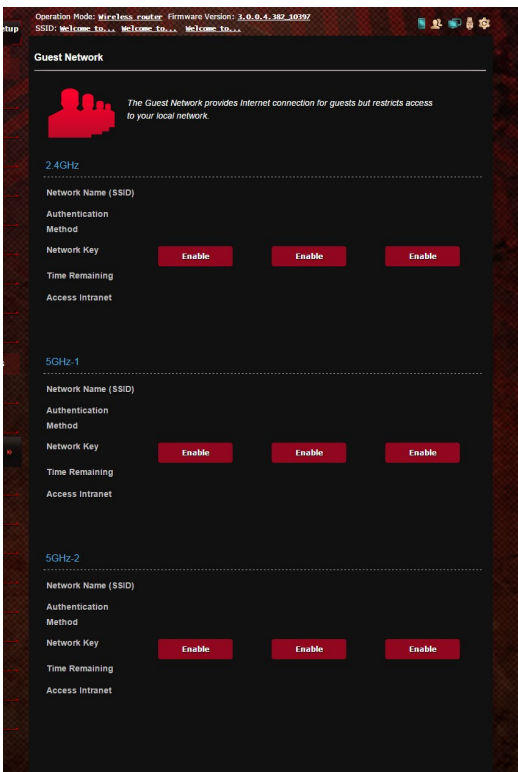 Operation Mode: Wireless router Firmware Version: 3.0.0.4.382_10397
etup
SSID: Welcome to... Welcome to... Welcome to...
Guest Network
The Guest Network provides Internet connection for guests but restricts access
to your local network.
2.4GHz
Network Name (SSID)
Authentication
Method
Network Key
Enable Enable Enable
Time Remaining
Access Intranet
s
5GHz-1
Network Name (SSID)
Authentication
Method
Network Key
Enable Enable Enable
Time Remaining
Access Intranet
5GHz-2
Network Name (SSID)
Authentication
Method
Network Key
Enable Enable Enable
Time Remaining
Access Intranet